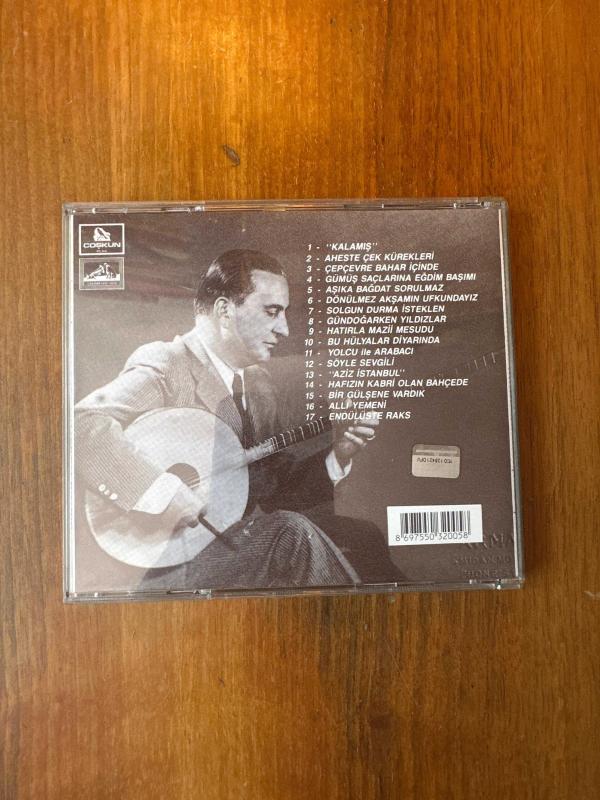 COŞKUN
1 - "KALAMIŞ"
2 - AHESTE ÇEK KÜREKLERİ
3 - ÇEPÇEVRE BAHAR İÇİNDE
4 - GÜMÜŞ SAÇLARINA EĞDİM BAŞIMI
5 - AŞIKA BAĞDAT SORULMAZ
6 - DÖNÜLMEZ AKŞAMIN UFKUNDAYIZ
7 - SOLGUN DURMA İSTEKLEN
8 - GÜNDOĞARKEN YILDIZLAR
9 - HATIRLA MAZİİ MESUDU
10 - BU HÜLYALAR DİYARINDA
11 - YOLCU ile ARABACI
12 - SÖYLE SEVGİLİ
13 - "AZİZ İSTANBUL"
14 - HAFIZIN KABRİ OLAN BAHÇEDE
15 - BİR GÜLŞENE VARDIK
16 - ALLI YEMENİ
17 - ENDÜLÜSTE RAKS
8 697550 320058